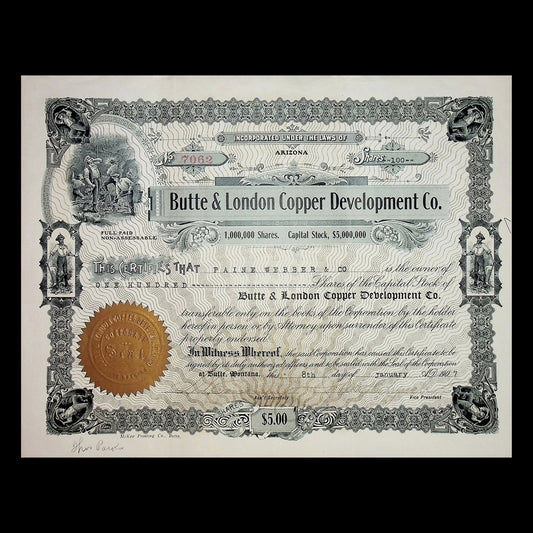 INCORPORATED UNDER THE LAWS OF
ARIZONA
No 7062
Shares -100-
Butte & London Copper Development Co.
1,000,000 Shares. Capital Stock, $5,000,000
FULL PAID
NON-ASSESSABLE
THIS CERTIFIES THAT PAINE WEBBER & CO is the owner of
ONE HUNDRED Shares of the Capital Stock of
Butte & London Copper Development Co.
transferable only on the books of the Corporation by the holder
hereof in person or by Attorney upon surrender of this Certificate
properly endorsed.
In Witness Whereof, the said Corporation has caused this Certificate to be
signed by its duly authorized officers and to be sealed with the Seal of the Corporation
at Butte, Montana, this 8th day of January A.D. 1907
Ass't Secretary
Vice President
SHARES
$5.00
McKee Printing Co., Butte